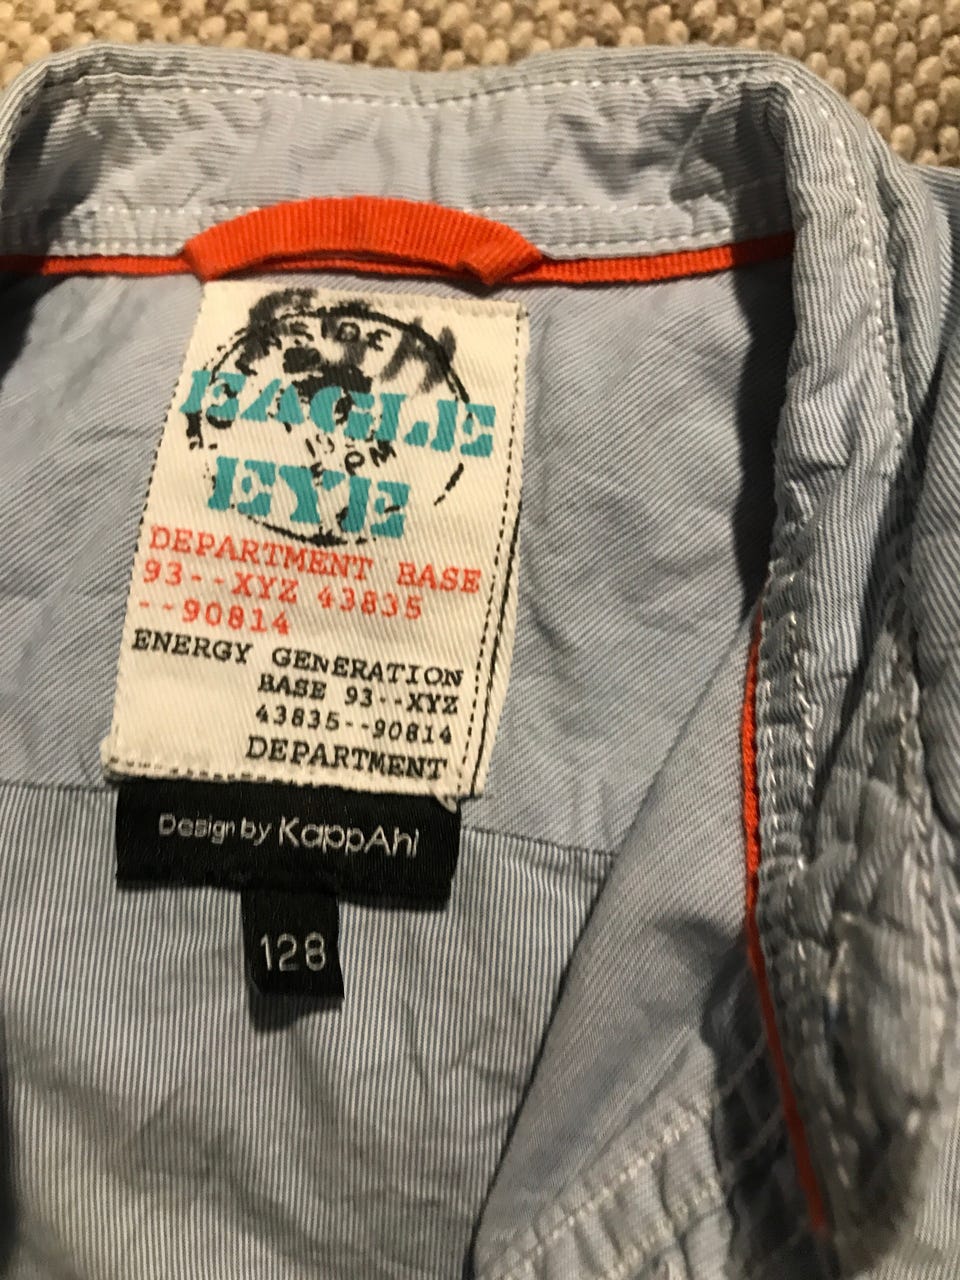 EAGLE
EYE
PM
DEPARTMENT BASE
93--XYZ 43835
--90814
ENERGY GENERATION
BASE 93--XYZ
43835--90814
DEPARTMENT
Design by KappAhl
128